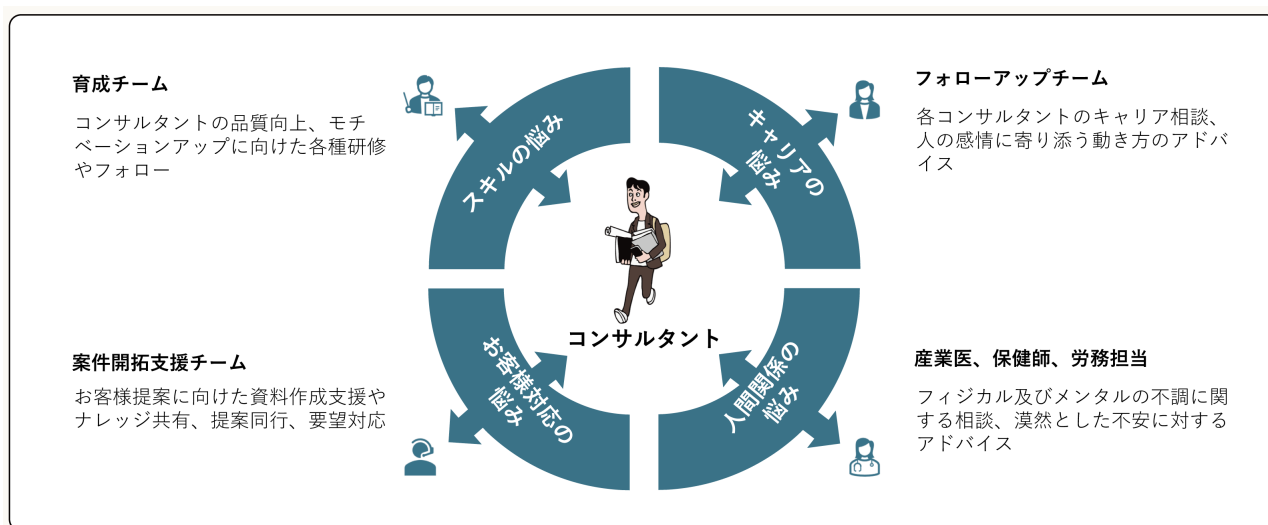 育成チーム
コンサルタントの品質向上、モチ
ベーションアップに向けた各種研修
やフォロー
スキルの悩み
キャリアの
悩み
フォローアップチーム
各コンサルタントのキャリア相談、
人の感情に寄り添う動き方のアドバ
イス
コンサルタント
案件開拓支援チーム
お客様提案に向けた資料作成支援や
ナレッジ共有、提案同行、要望対応
お客様対応の
悩み
人間関係の
悩み
産業医、保健師、労務担当
フィジカル及びメンタルの不調に関
する相談、漠然とした不安に対する
アドバイス